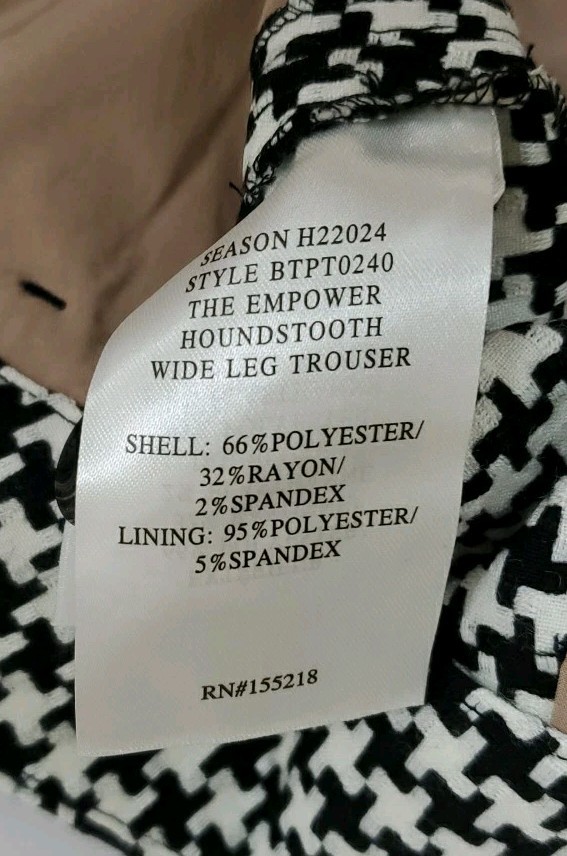 SEASON H22024
STYLE BTPT0240
THE EMPOWER
HOUNDSTOOTH
WIDE LEG TROUSER
SHELL: 66%POLYESTER/
32%RAYON/
2%SPANDEX
LINING: 95%POLYESTER/
5%SPANDEX
RN#155218